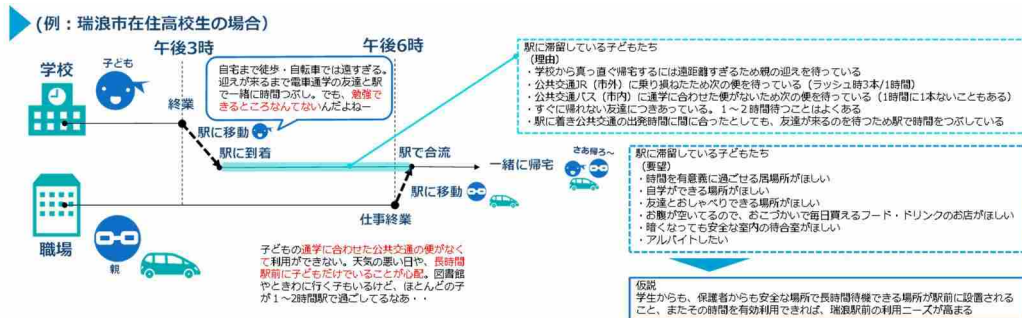 (例：瑞浪市在住高校生の場合)
午後3時
午後6時
学校
子ども
自宅まで徒歩・自転車では遠すぎる。
迎えが来るまで電車通学の友達と駅
で一緒に時間つぶし。でも、勉強で
きるところなんてないんだよねー
終業
駅に移動
駅に到着
駅で合流
一緒に帰宅
さあ帰ろ～
駅に移動
仕事終業
職場
親
子どもの通学に合わせた公共交通の便がなく
て利用ができない。天気の悪い日や、長時間
駅前に子どもだけでいることが心配。図書館
やときわに行く子もいるけど、ほとんどの子
が１～2時間駅で過ごしてるなあ・・
駅に滞留している子どもたち
（理由）
・学校から真っ直ぐ帰宅するには遠距離すぎるため親の迎えを待っている
・公共交通JR（市外）に乗り損ねたため次の便を待っている（ラッシュ時3本/1時間）
・公共交通バス（市内）に通学に合わせた便がないため次の便を待っている（1時間に1本ないこともある）
・すぐに帰れない友達につきあっている。１～２時間待つことはよくある
・駅に着き公共交通の出発時間に間に合ったとしても、友達が来るのを待つため駅で時間をつぶしている
駅に滞留している子どもたち
（要望）
・時間を有意義に過ごせる居場所がほしい
・自学ができる場所がほしい
・友達とおしゃべりできる場所がほしい
・お腹が空いてるので、おこづかいで毎日買えるフード・ドリンクのお店がほしい
・暗くなっても安全な室内の待合室がほしい
・アルバイトしたい
仮説
学生からも、保護者からも安全な場所で長時間待機できる場所が駅前に設置される
こと、またその時間を有効利用できれば、瑞浪駅前の利用ニーズが高まる